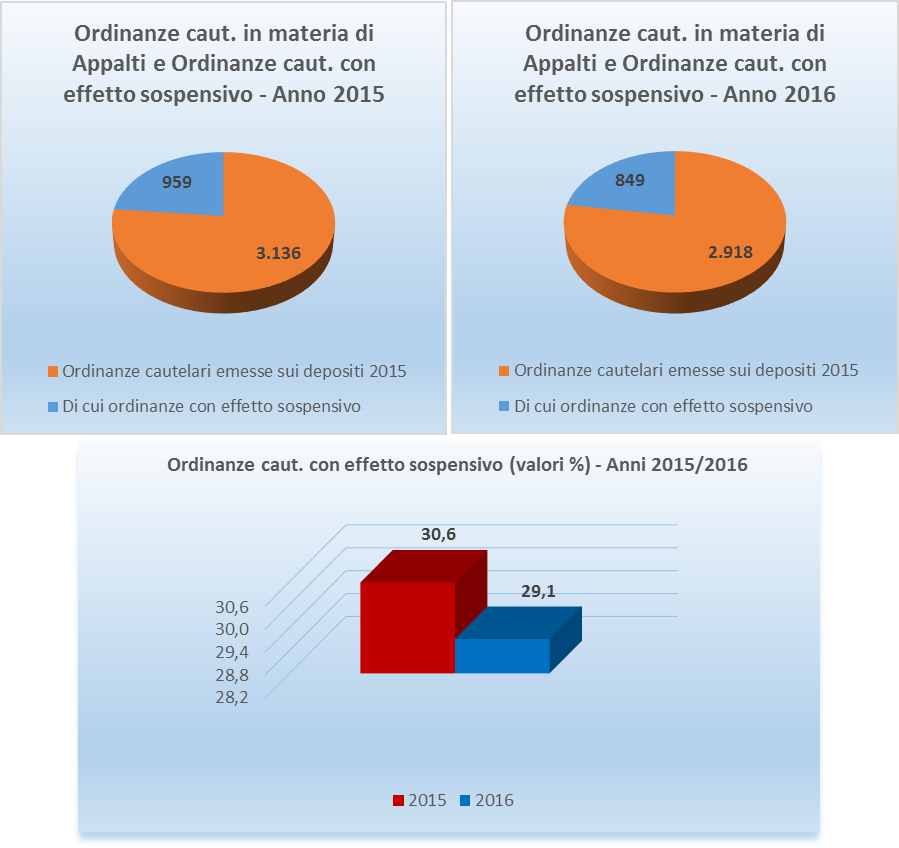 Ordinanze caut. in materia di
Appalti e Ordinanze caut. con
effetto sospensivo - Anno 2015
959
3.136
Ordinanze cautelari emesse sui depositi 2015
Di cui ordinanze con effetto sospensivo
Ordinanze caut. in materia di
Appalti e Ordinanze caut. con
effetto sospensivo - Anno 2016
849
2.918
Ordinanze cautelari emesse sui depositi 2015
Di cui ordinanze con effetto sospensivo
Ordinanze caut. con effetto sospensivo (valori %) - Anni 2015/2016
30,6
29,1
30,6
30,0
29,4
28,8
28,2
2015 2016